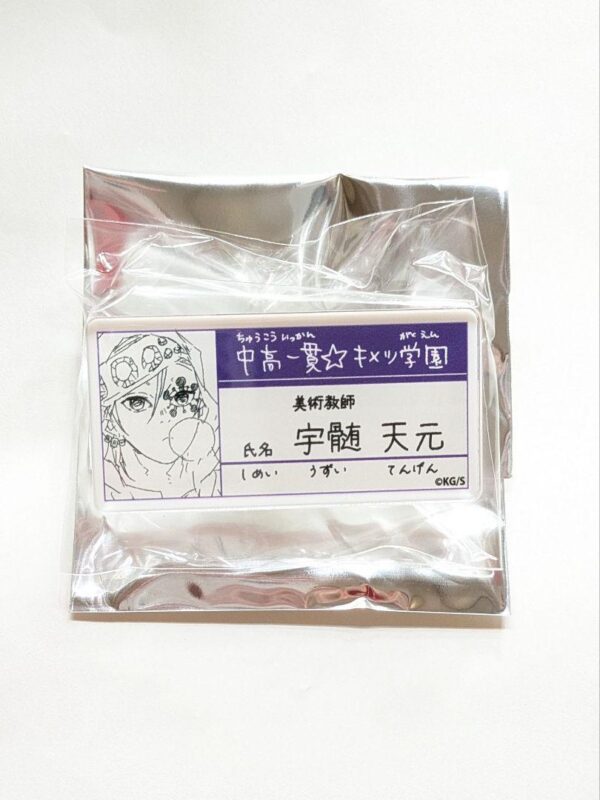 ちゅうこういっかん がくえん
中高一貫☆キメツ学園
美術教師
氏名 宇髄 天元
しめい うずい てんげん
©KG/S